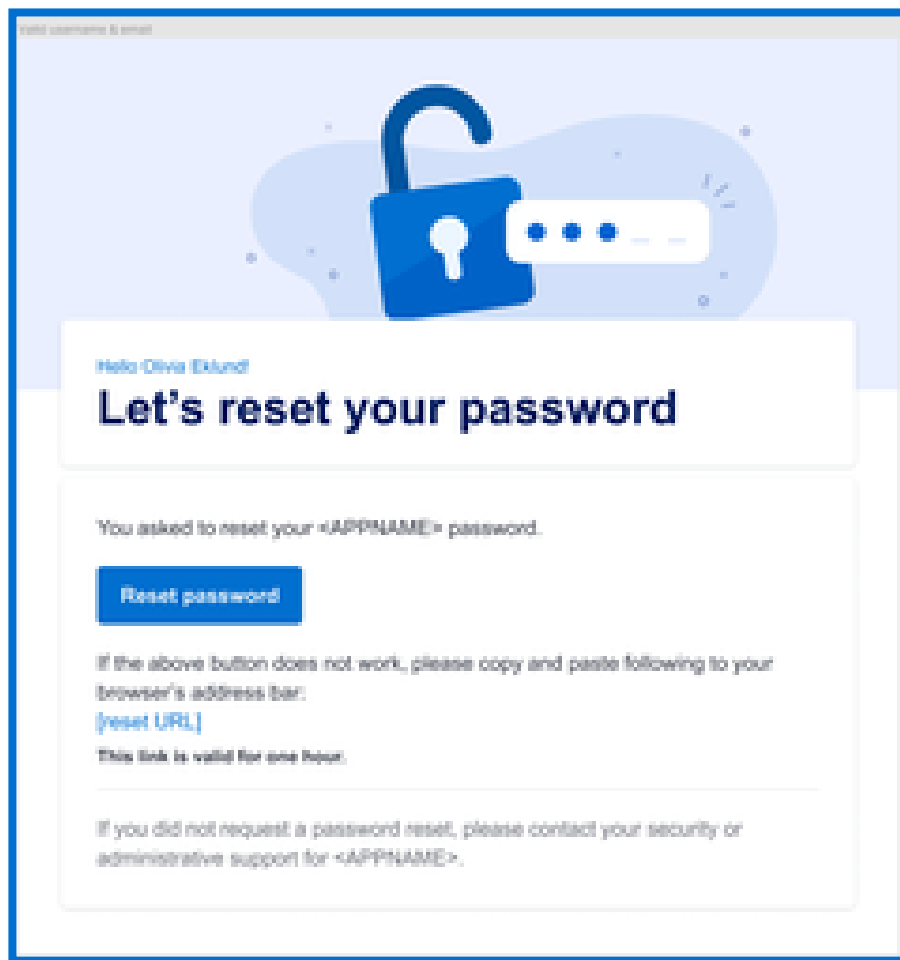 Valid username & email
Hello Olivia Eklund!
Let's reset your password
You asked to reset your <APPNAME> password.
Reset password
If the above button does not work, please copy and paste following to your
browser's address bar:
[reset URL]
This link is valid for one hour.
If you did not request a password reset, please contact your security or
administrative support for <APPNAME>.